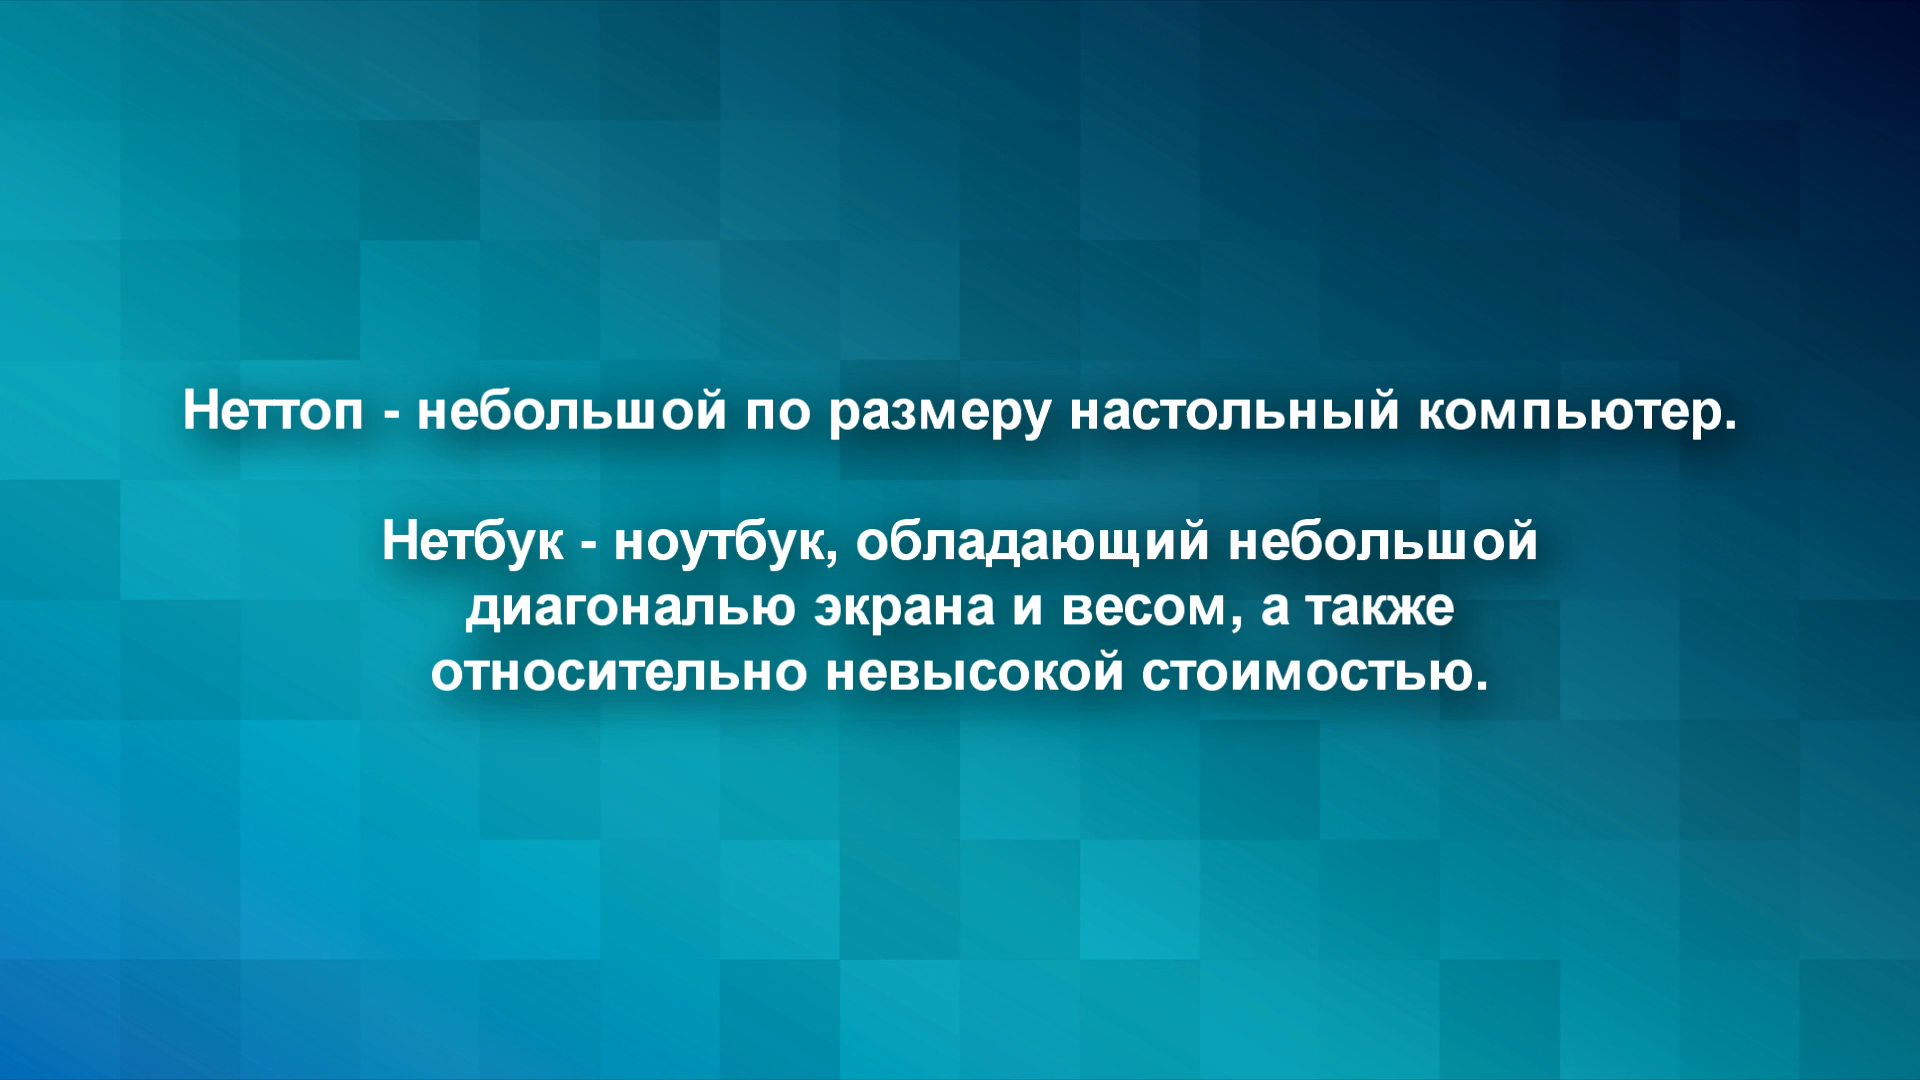 Неттоп - небольшой по размеру настольный компьютер.
Нетбук - ноутбук, обладающий небольшой
диагональю экрана и весом, а также
относительно невысокой стоимостью.